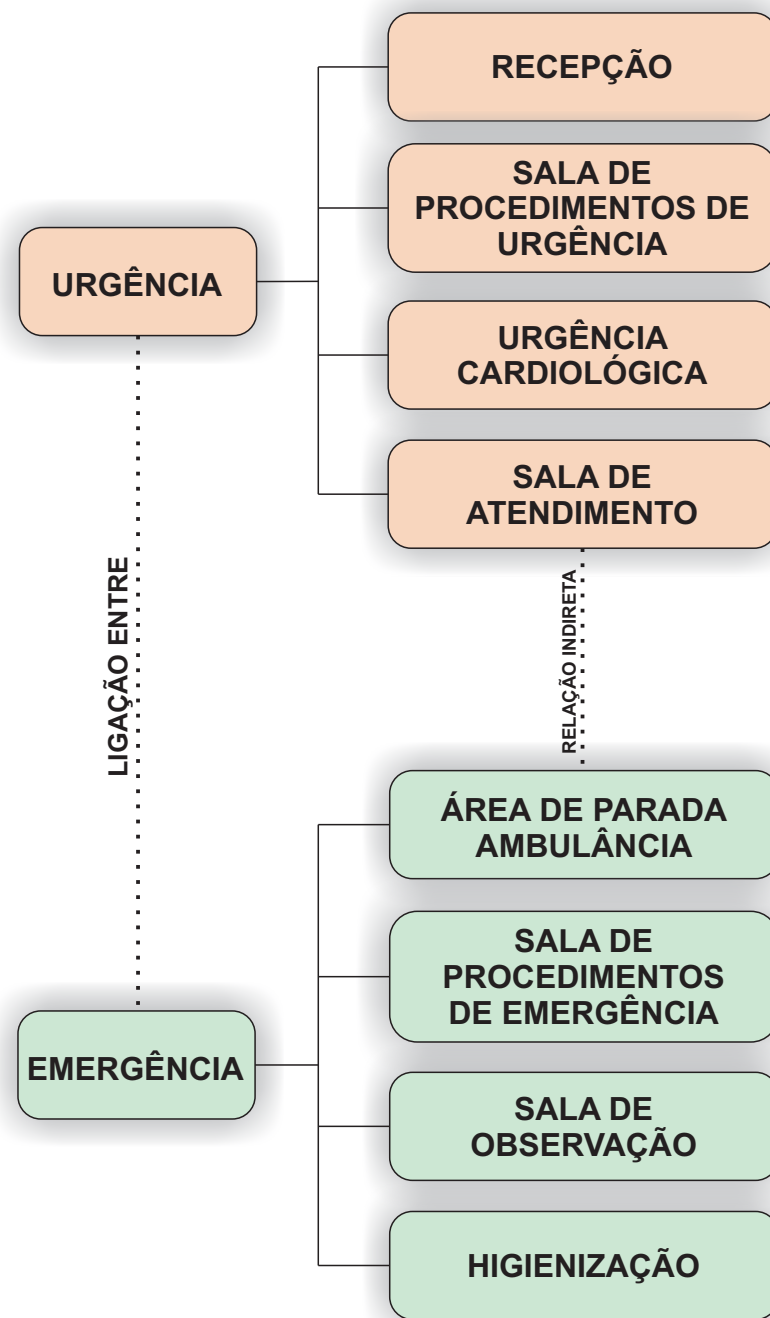 RECEPÇÃO
SALA DE
PROCEDIMENTOS DE
URGÊNCIA
URGÊNCIA
URGÊNCIA
CARDIOLÓGICA
SALA DE
ATENDIMENTO
LIGAÇÃO ENTRE
RELAÇÃO INDIRETA
ÁREA DE PARADA
AMBULÂNCIA
SALA DE
PROCEDIMENTOS
DE EMERGÊNCIA
EMERGÊNCIA
SALA DE
OBSERVAÇÃO
HIGIENIZAÇÃO